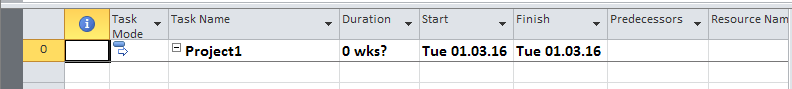 Task Mode Task Name Duration Start Finish Predecessors Resource Nam
0 Project1 0 wks? Tue 01.03.16 Tue 01.03.16